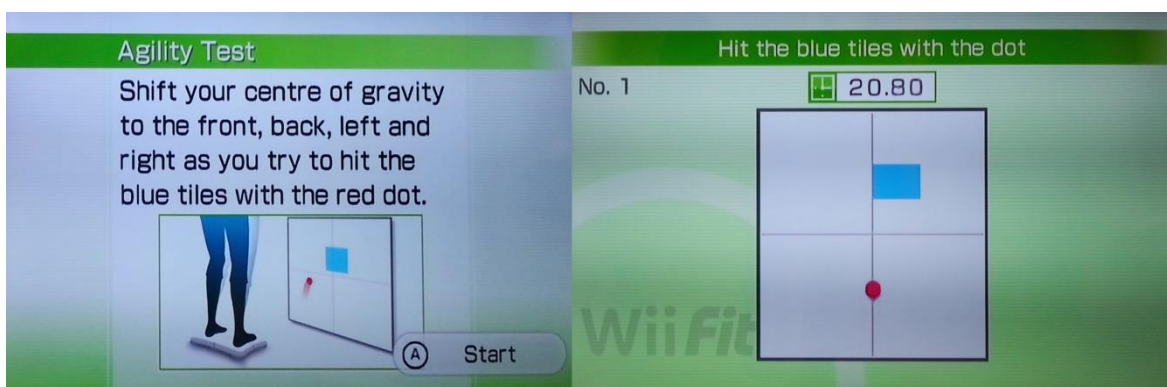 Agility Test
Shift your centre of gravity
to the front, back, left and
right as you try to hit the
blue tiles with the red dot.
A Start
Hit the blue tiles with the dot
No. 1
20.80
Wii Fit